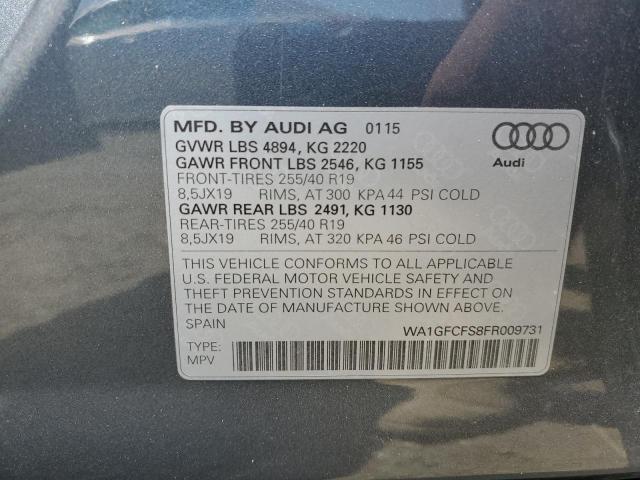 MFD. BY AUDI AG 0115
GVWR LBS 4894, KG 2220
GAWR FRONT LBS 2546, KG 1155
FRONT-TIRES 255/40 R19
8,5JX19 RIMS, AT 300 KPA 44 PSI COLD
GAWR REAR LBS 2491, KG 1130
REAR-TIRES 255/40 R19
8,5JX19 RIMS, AT 320 KPA 46 PSI COLD
Audi
THIS VEHICLE CONFORMS TO ALL APPLICABLE
U.S. FEDERAL MOTOR VEHICLE SAFETY AND
THEFT PREVENTION STANDARDS IN EFFECT ON
THE DATE OF MANUFACTURE SHOWN ABOVE.
SPAIN WA1GFCFS8FR009731
TYPE:
MPV